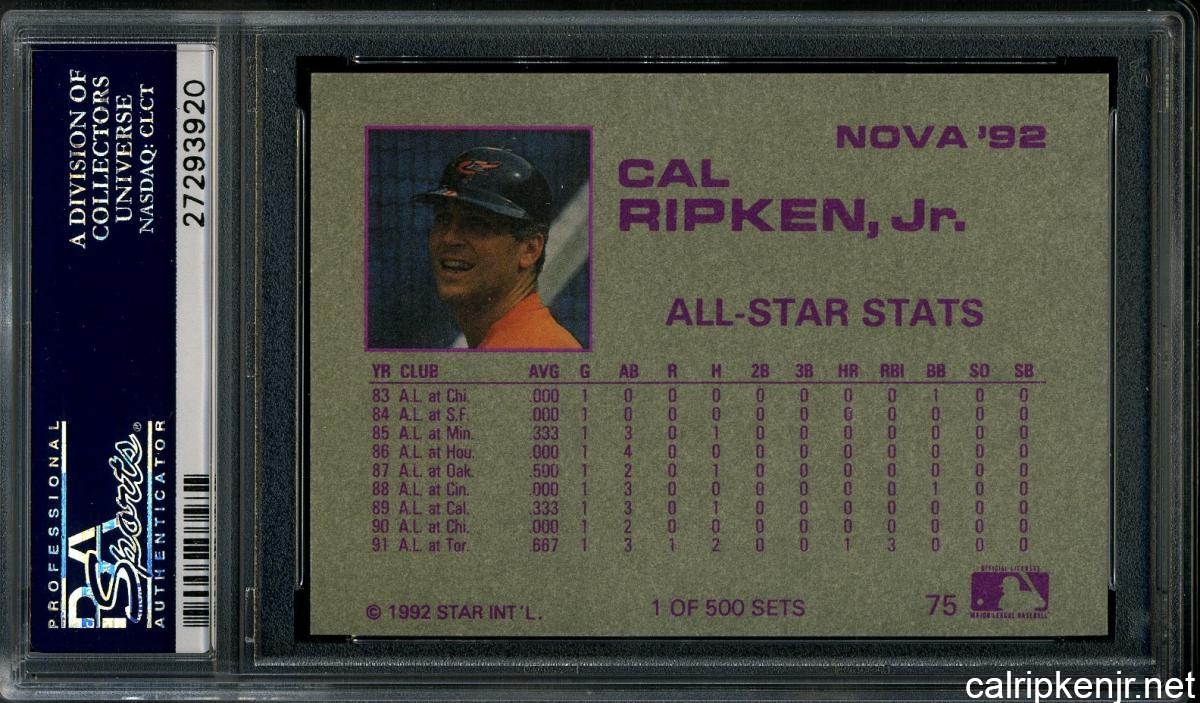 A DIVISION OF
COLLECTORS
UNIVERSE
NASDAQ: CLCT
27293920
PROFESSIONAL
PSA
Sports®
AUTHENTICATOR
NOVA '92
CAL
RIPKEN, Jr.
ALL-STAR STATS
YR CLUB AVG G AB R H 2B 3B HR RBI BB SO SB
83 A.L. at Chi. .000 1 0 0 0 0 0 0 0 1 0 0
84 A.L. at S.F. .000 1 0 0 0 0 0 0 0 0 0 0
85 A.L. at Min. .333 1 3 0 1 0 0 0 0 0 0 0
86 A.L. at Hou. .000 1 4 0 0 0 0 0 0 0 0 0
87 A.L. at Oak. .500 1 2 0 1 0 0 0 0 0 0 0
88 A.L. at Cin. .000 1 3 0 0 0 0 0 0 1 0 0
89 A.L. at Cal. .333 1 3 0 1 0 0 0 0 0 0 0
90 A.L. at Chi. .000 1 2 0 0 0 0 0 0 0 0 0
91 A.L. at Tor. .667 1 3 1 2 0 0 1 3 0 0 0
© 1992 STAR INT'L. 1 OF 500 SETS 75
OFFICIAL LICENSEE
MAJOR LEAGUE BASEBALL
calripkenjr.net